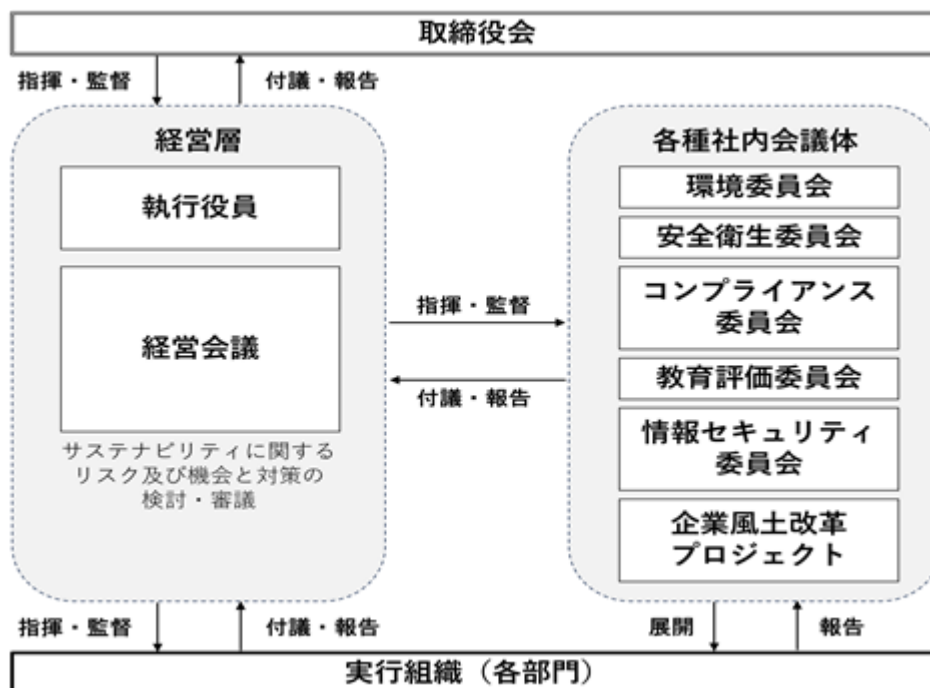 取締役会
指揮・監督
付議・報告
経営層
執行役員
経営会議
サステナビリティに関する
リスク及び機会と対策の
検討・審議
指揮・監督
付議・報告
各種社内会議体
環境委員会
安全衛生委員会
コンプライアンス
委員会
教育評価委員会
情報セキュリティ
委員会
企業風土改革
プロジェクト
指揮・監督
付議・報告
展開
報告
実行組織（各部門）